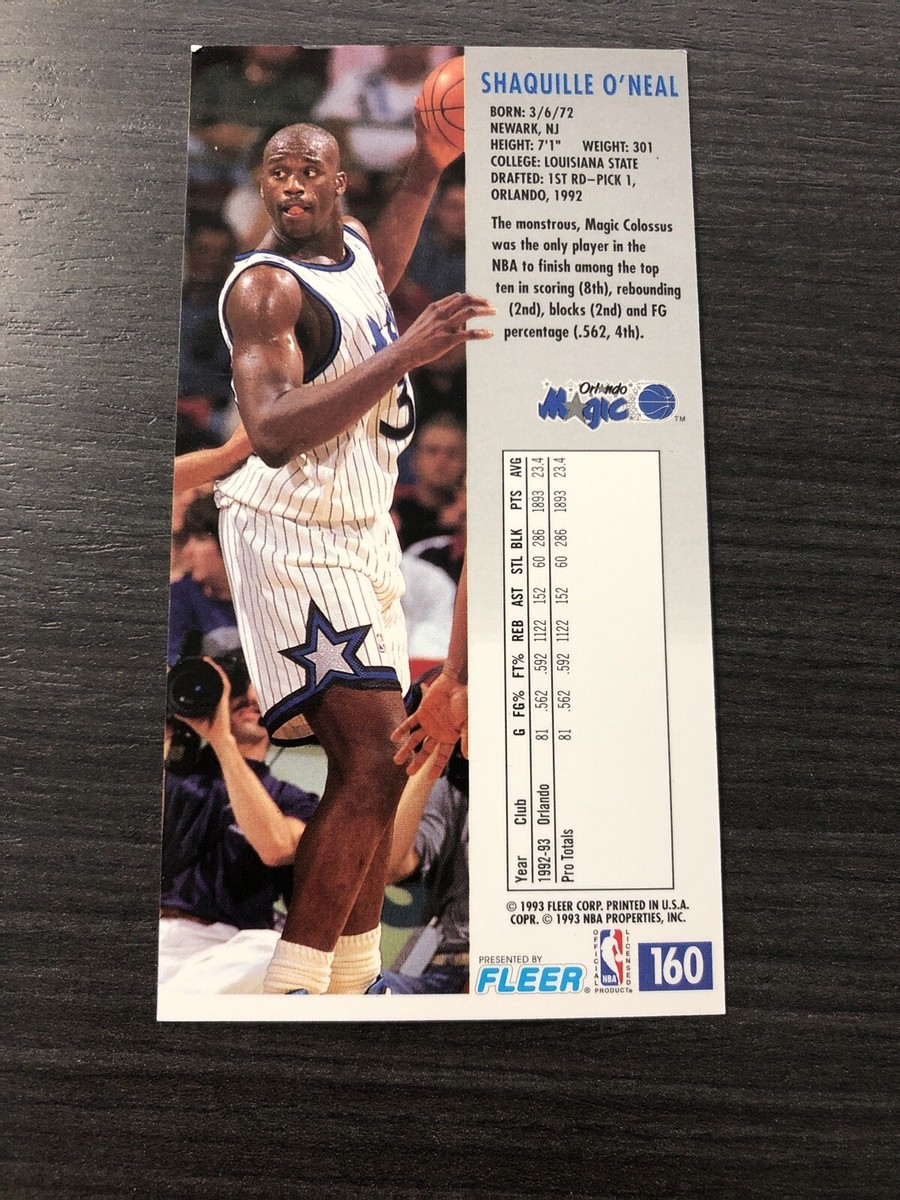 SHAQUILLE O'NEAL
BORN: 3/6/72
NEWARK, NJ
HEIGHT: 7'1" WEIGHT: 301
COLLEGE: LOUISIANA STATE
DRAFTED: 1ST RD–PICK 1,
ORLANDO, 1992
The monstrous, Magic Colossus
was the only player in the
NBA to finish among the top
ten in scoring (8th), rebounding
(2nd), blocks (2nd) and FG
percentage (.562, 4th).
Orlando
Magic
TM
3
Year Club G FG% FT% REB AST STL BLK PTS AVG
1992-93 Orlando 81 .562 .592 1122 152 60 286 1893 23.4
Pro Totals 81 .562 .592 1122 152 60 286 1893 23.4
© 1993 FLEER CORP. PRINTED IN U.S.A.
COPR. © 1993 NBA PROPERTIES, INC.
PRESENTED BY
FLEER®
OFFICIAL
NBA
LICENSED
PRODUCT®
160